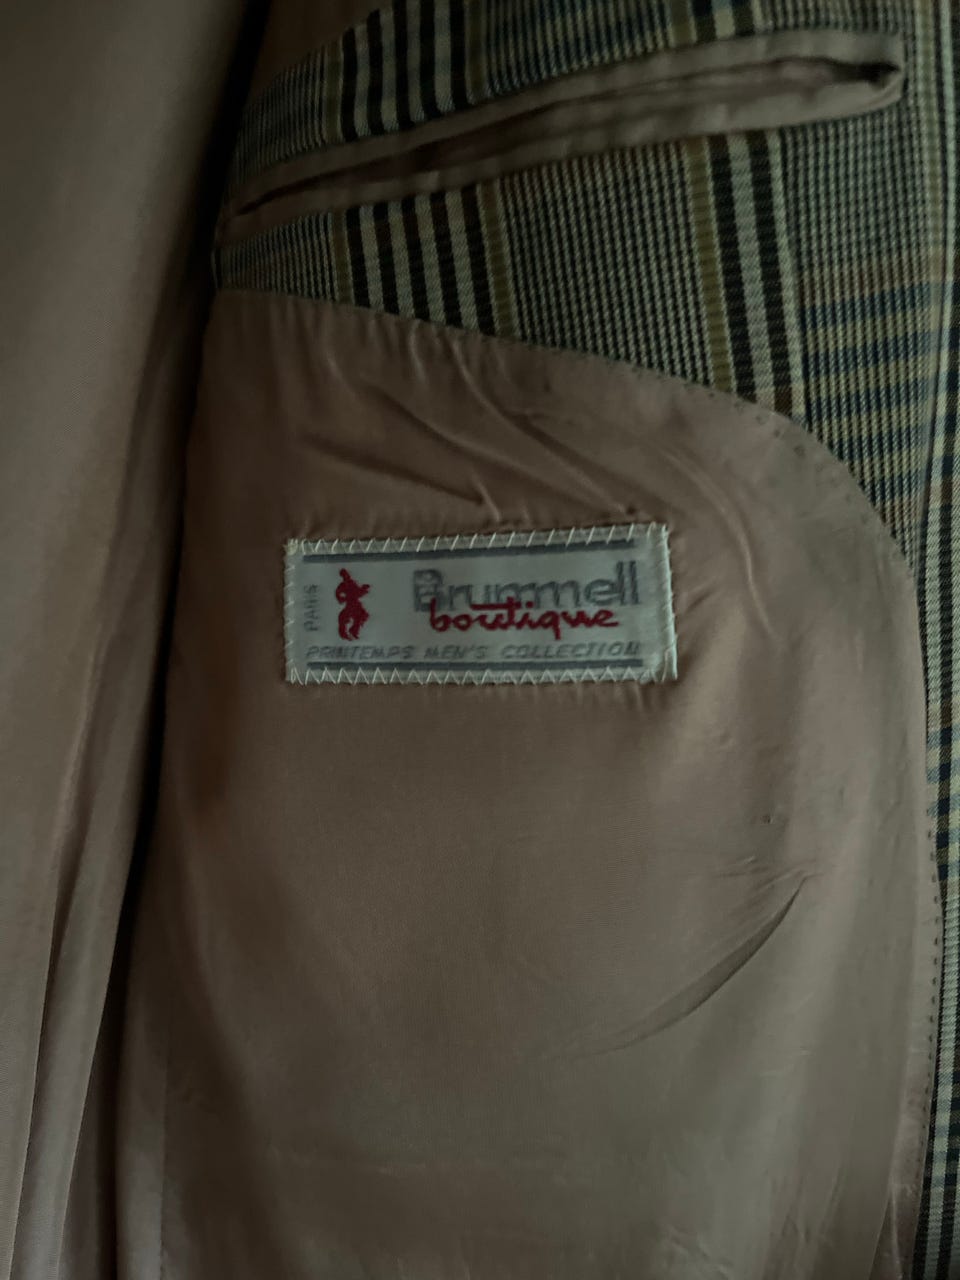 PARIS
Brummell
boutique
PRINTEMPS MEN'S COLLECTION